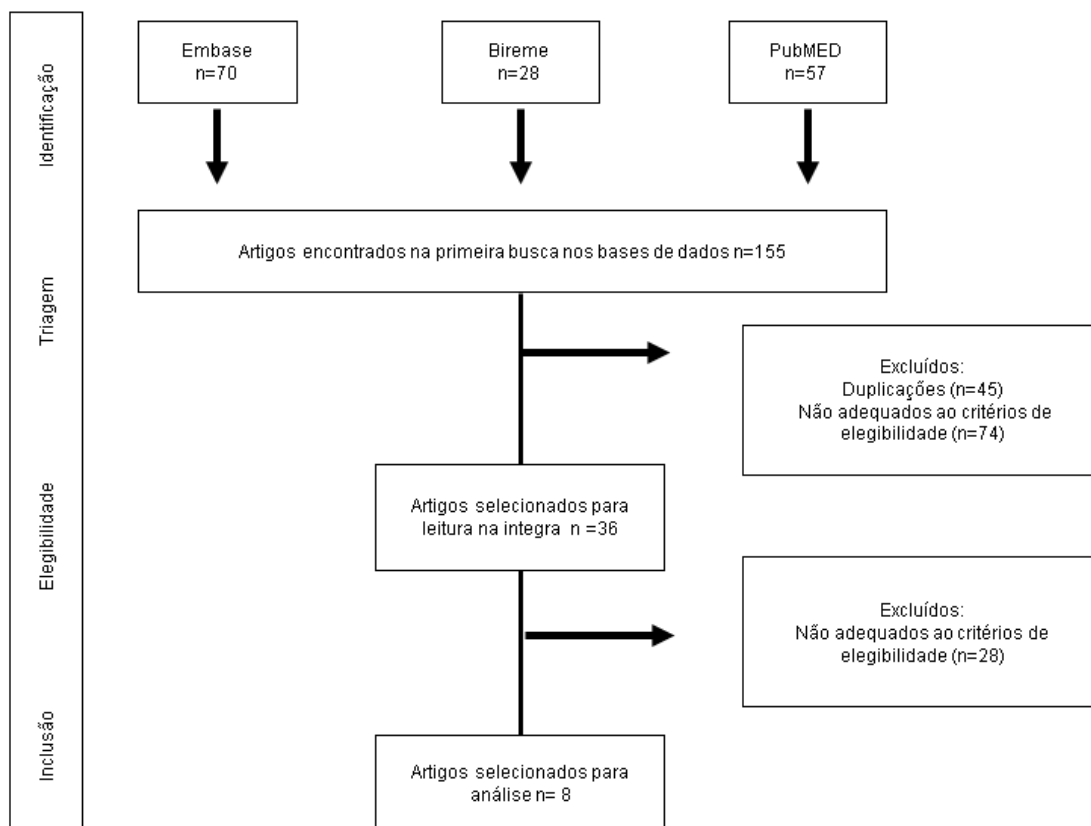 Identificação
Embase
n=70
Bireme
n=28
PubMED
n=57
Artigos encontrados na primeira busca nos bases de dados n=155
Triagem
Excluídos:
Duplicações (n=45)
Não adequados ao critérios de
elegibilidade (n=74)
Elegibilidade
Artigos selecionados para
leitura na integra n =36
Excluídos:
Não adequados ao critérios de
elegibilidade (n=28)
Inclusão
Artigos selecionados para
análise n= 8